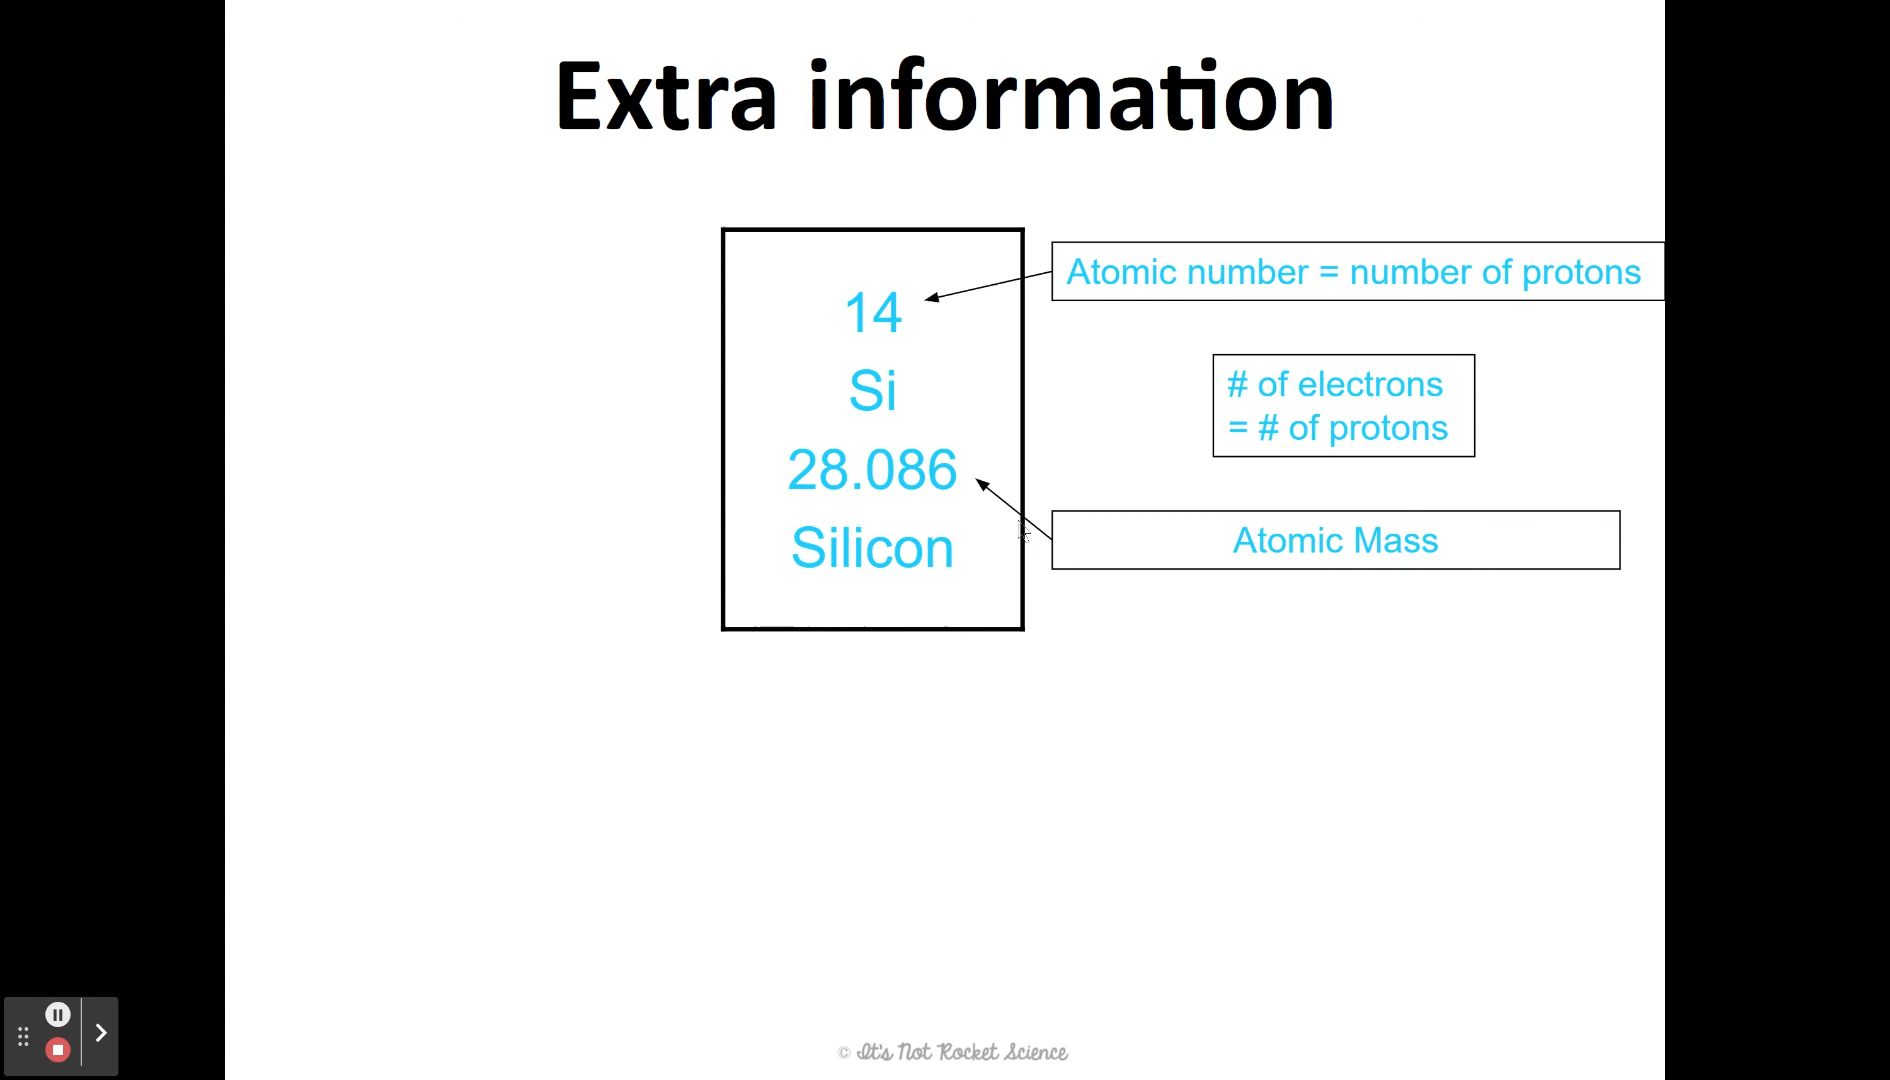 Extra information
14
Si
28.086
Silicon
Atomic number = number of protons
# of electrons
= # of protons
Atomic Mass
© It's Not Rocket Science